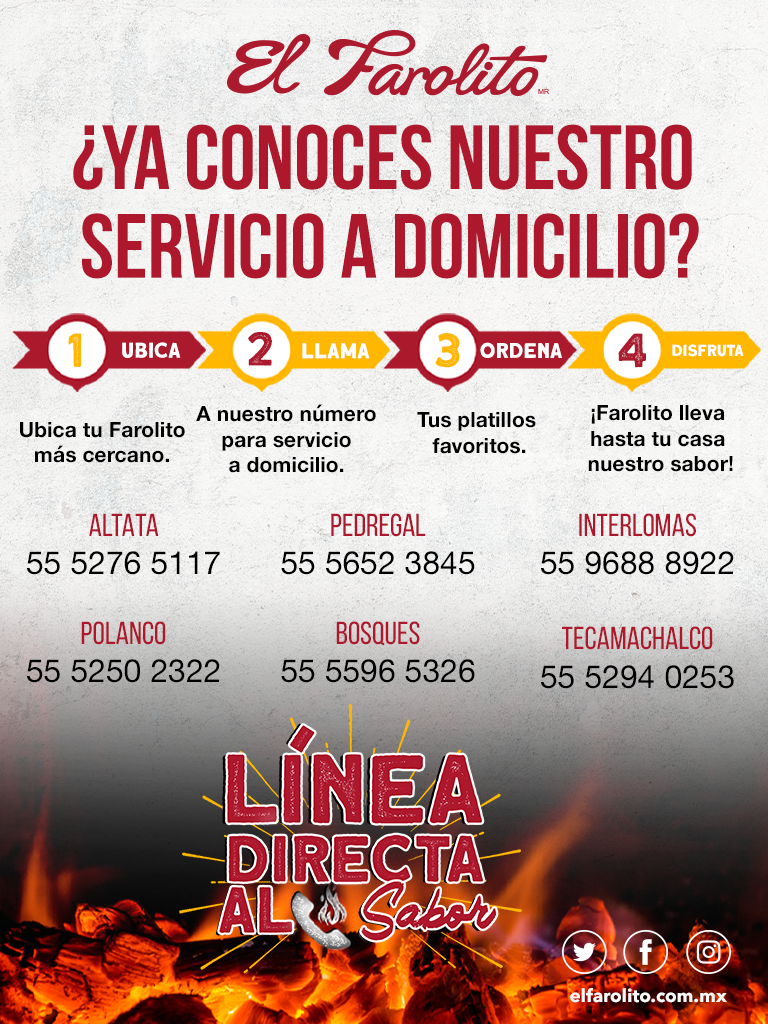 El Farolito MR
¿YA CONOCES NUESTRO
SERVICIO A DOMICILIO?
1 UBICA
2 LLAMA
3 ORDENA
4 DISFRUTA
Ubica tu Farolito
más cercano.
A nuestro número
para servicio
a domicilio.
Tus platillos
favoritos.
¡Farolito lleva
hasta tu casa
nuestro sabor!
ALTATA
55 5276 5117
PEDREGAL
55 5652 3845
INTERLOMAS
55 9688 8922
POLANCO
55 5250 2322
BOSQUES
55 5596 5326
TECAMACHALCO
55 5294 0253
LÍNEA
DIRECTA
AL Sabor
elfarolito.com.mx